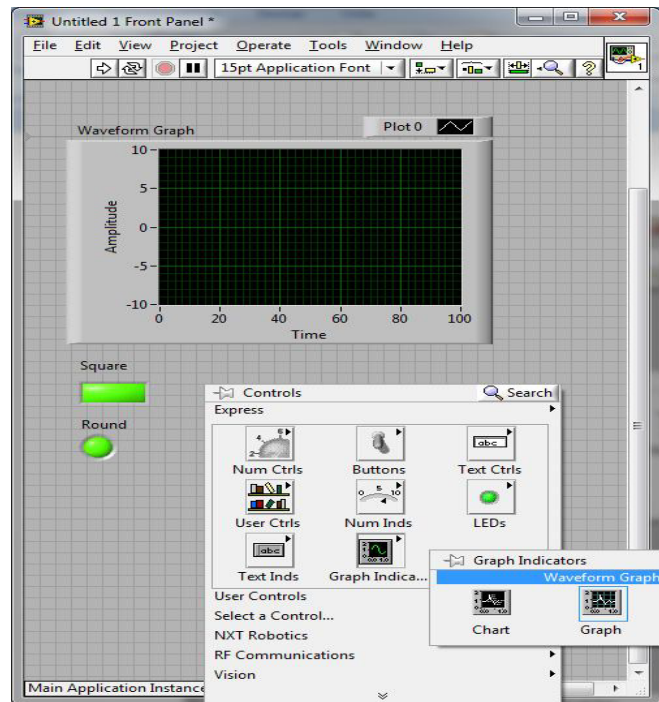 Untitled 1 Front Panel *
File Edit View Project Operate Tools Window Help
15pt Application Font
1
Waveform Graph Plot 0
10
5
0
-5
-10
Amplitude
0 20 40 60 80 100
Time
Square
Round
Controls Search
Express
Num Ctrls Buttons Text Ctrls
User Ctrls Num Inds LEDs
Text Inds Graph Indica...
User Controls
Select a Control...
NXT Robotics
RF Communications
Vision
Graph Indicators
Waveform Graph
Chart Graph
Main Application Instance